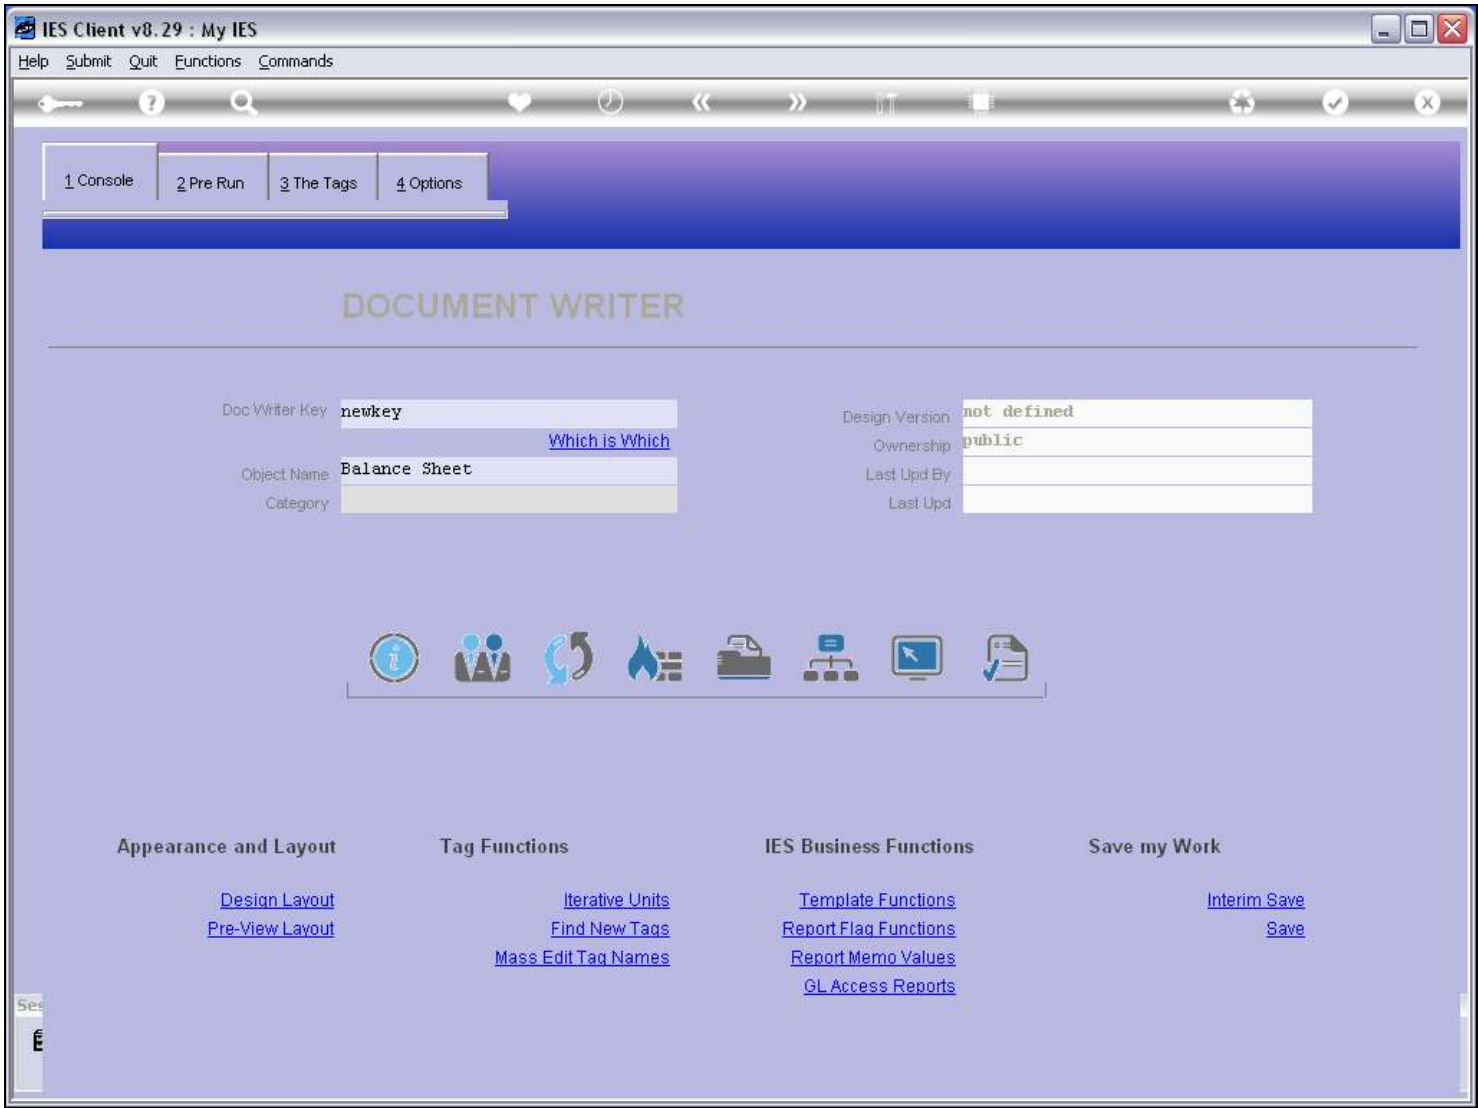 IES Client v8.29 : My IES
Help Submit Quit Functions Commands
1 Console
2 Pre Run
3 The Tags
4 Options
DOCUMENT WRITER
Doc Writer Key newkey
Which is Which
Object Name Balance Sheet
Category
Design Version not defined
Ownership public
Last Upd By
Last Upd
Appearance and Layout
Design Layout
Pre-View Layout
Tag Functions
Iterative Units
Find New Tags
Mass Edit Tag Names
IES Business Functions
Template Functions
Report Flag Functions
Report Memo Values
GL Access Reports
Save my Work
Interim Save
Save